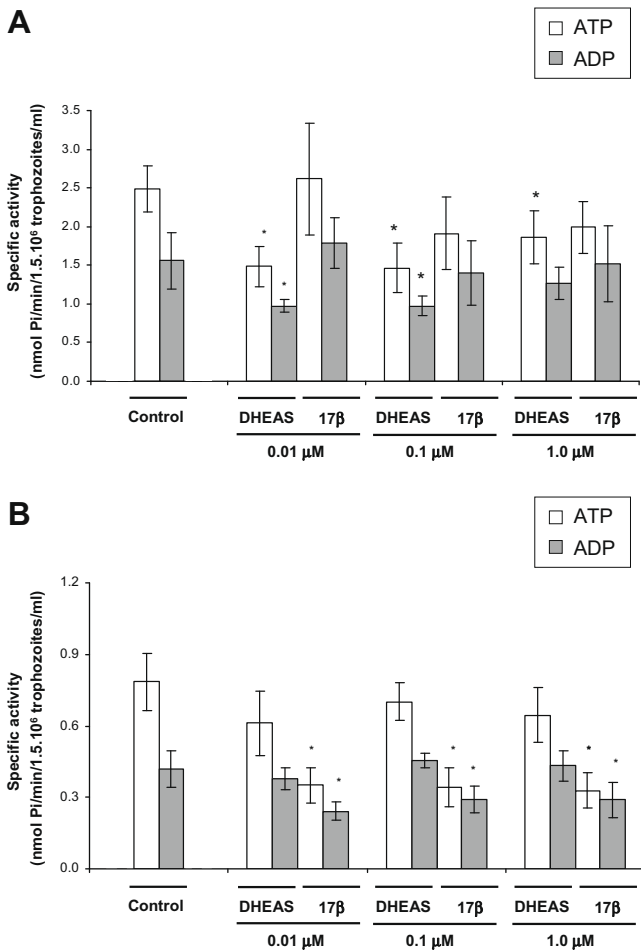 A
ATP
ADP
Specific activity
(nmol Pi/min/1.5.10⁶ trophozoites/ml)
3.5
3.0
2.5
2.0
1.5
1.0
0.5
0.0
* * * * *
Control DHEAS 17β DHEAS 17β DHEAS 17β
0.01 μM 0.1 μM 1.0 μM
B
ATP
ADP
Specific activity
(nmol Pi/min/1.5.10⁶ trophozoites/ml)
1.2
0.9
0.6
0.3
0.0
* * * * * *
Control DHEAS 17β DHEAS 17β DHEAS 17β
0.01 μM 0.1 μM 1.0 μM